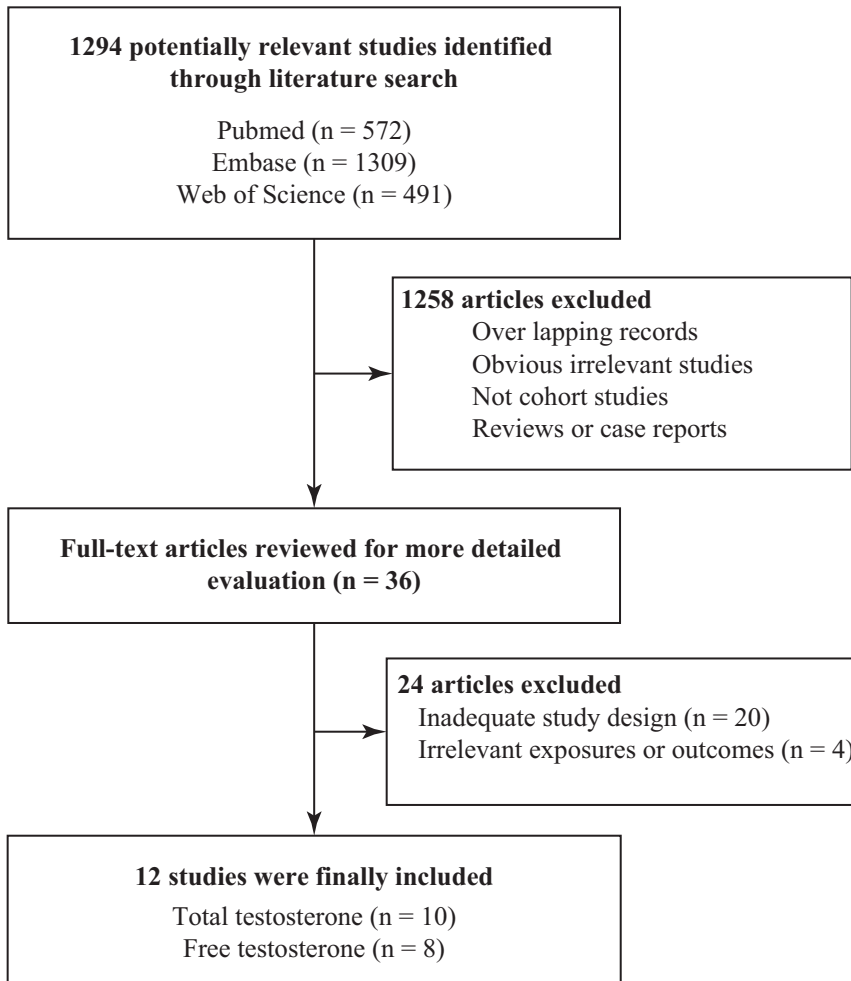 1294 potentially relevant studies identified
through literature search
Pubmed (n = 572)
Embase (n = 1309)
Web of Science (n = 491)
1258 articles excluded
Over lapping records
Obvious irrelevant studies
Not cohort studies
Reviews or case reports
Full-text articles reviewed for more detailed
evaluation (n = 36)
24 articles excluded
Inadequate study design (n = 20)
Irrelevant exposures or outcomes (n = 4)
12 studies were finally included
Total testosterone (n = 10)
Free testosterone (n = 8)